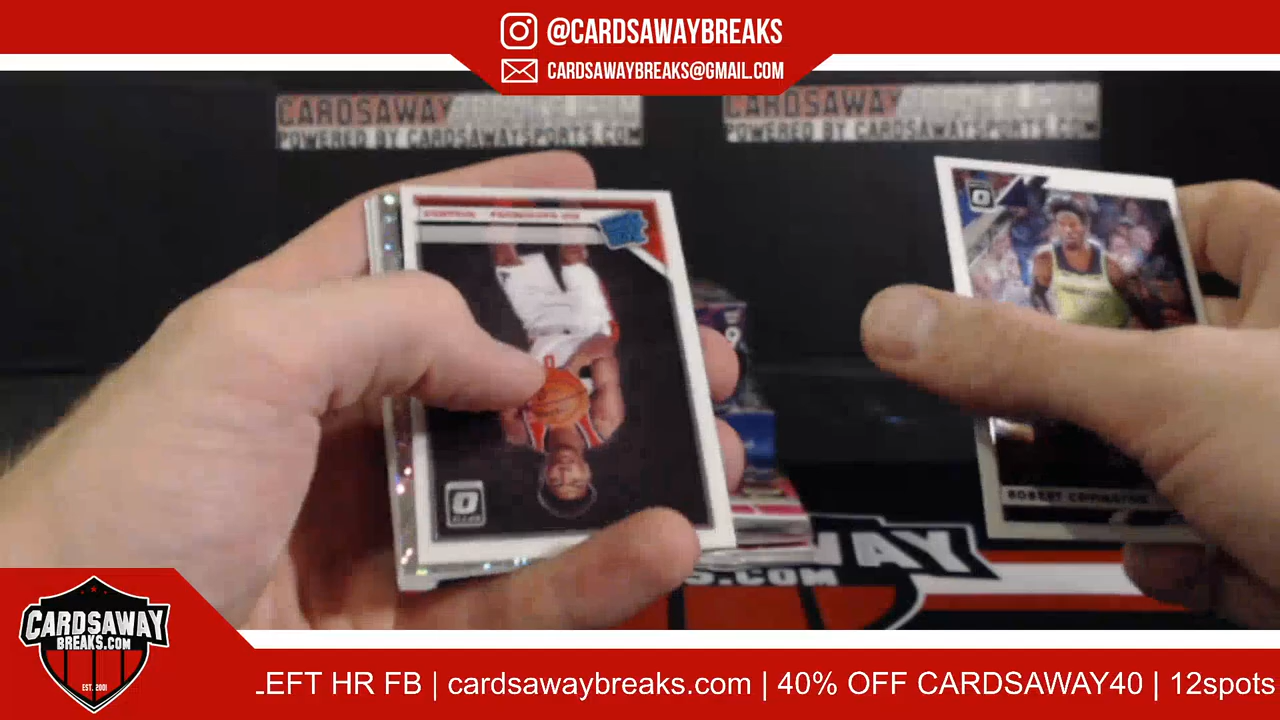 @CARDSAWAYBREAKS
CARDSAWAYBREAKS@GMAIL.COM
CARDSAWAY
POWERED BY CARDSAWAYSPORTS.COM
CARDSAWAY
POWERED BY CARDSAWAYSPORTS.COM
ROBERT COVINGTON
CARDSAWAY
BREAKS.COM
EST. 2001
LEFT HR FB | cardsawaybreaks.com | 40% OFF CARDSAWAY40 | 12spots